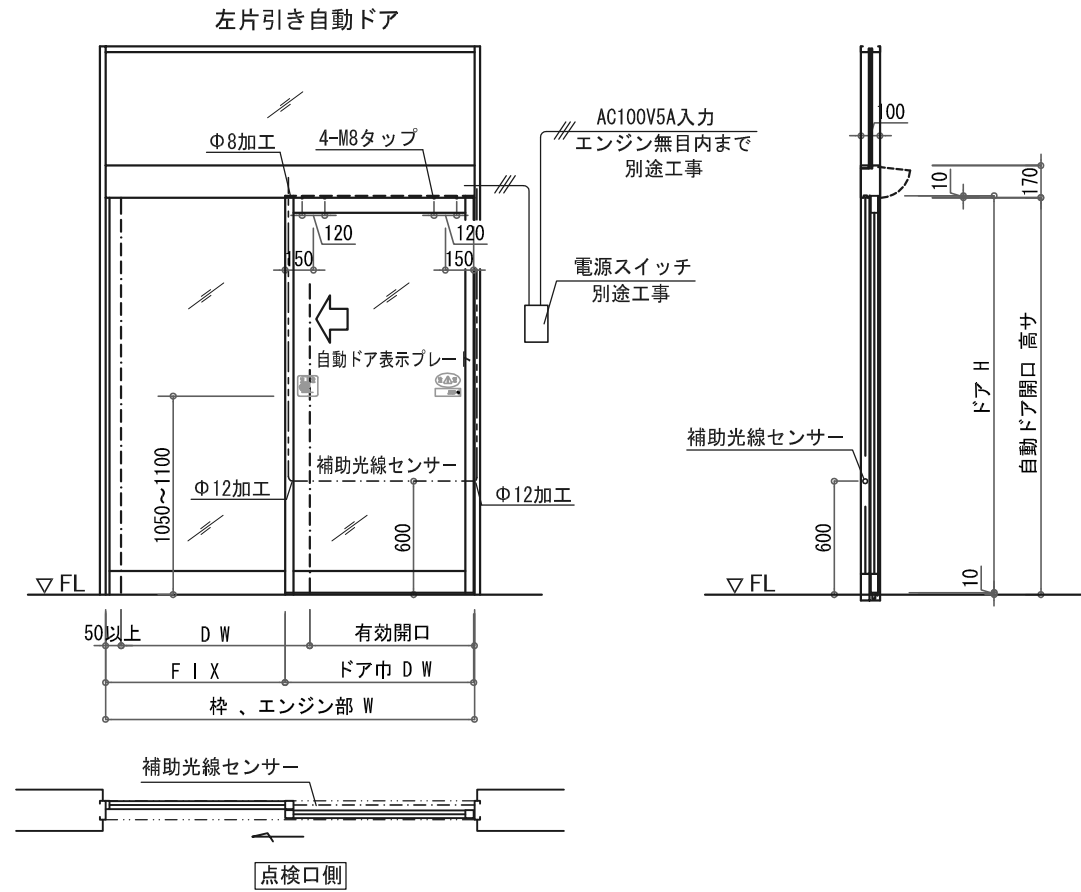 左片引き自動ドア
Φ8加工
4-M8タップ
AC100V5A入力
エンジン無目内まで
別途工事
100
10
170
120
120
150
150
電源スイッチ
別途工事
自動ドア表示プレート
補助光線センサー
Φ12加工
Φ12加工
1050～1100
600
▽ FL
50以上
D W
有効開口
F I X
ドア巾 D W
枠 、エンジン部 W
補助光線センサー
600
ドア H
自動ドア開口 高サ
10
▽ FL
補助光線センサー
点検口側